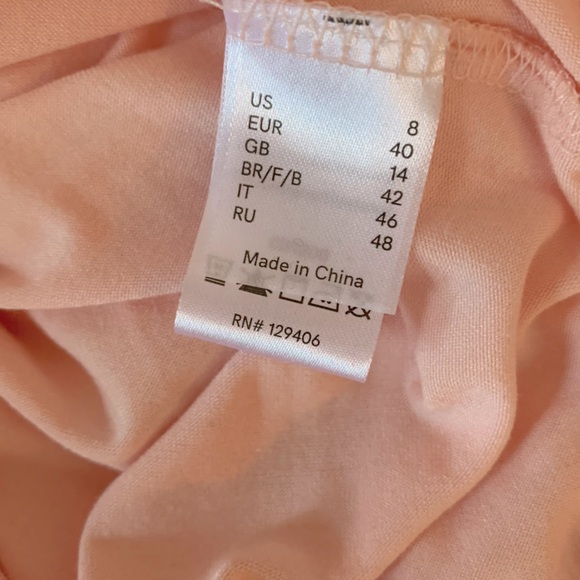 US 8
EUR 40
GB 14
BR/F/B 42
IT 46
RU 48
Made in China
RN# 129406